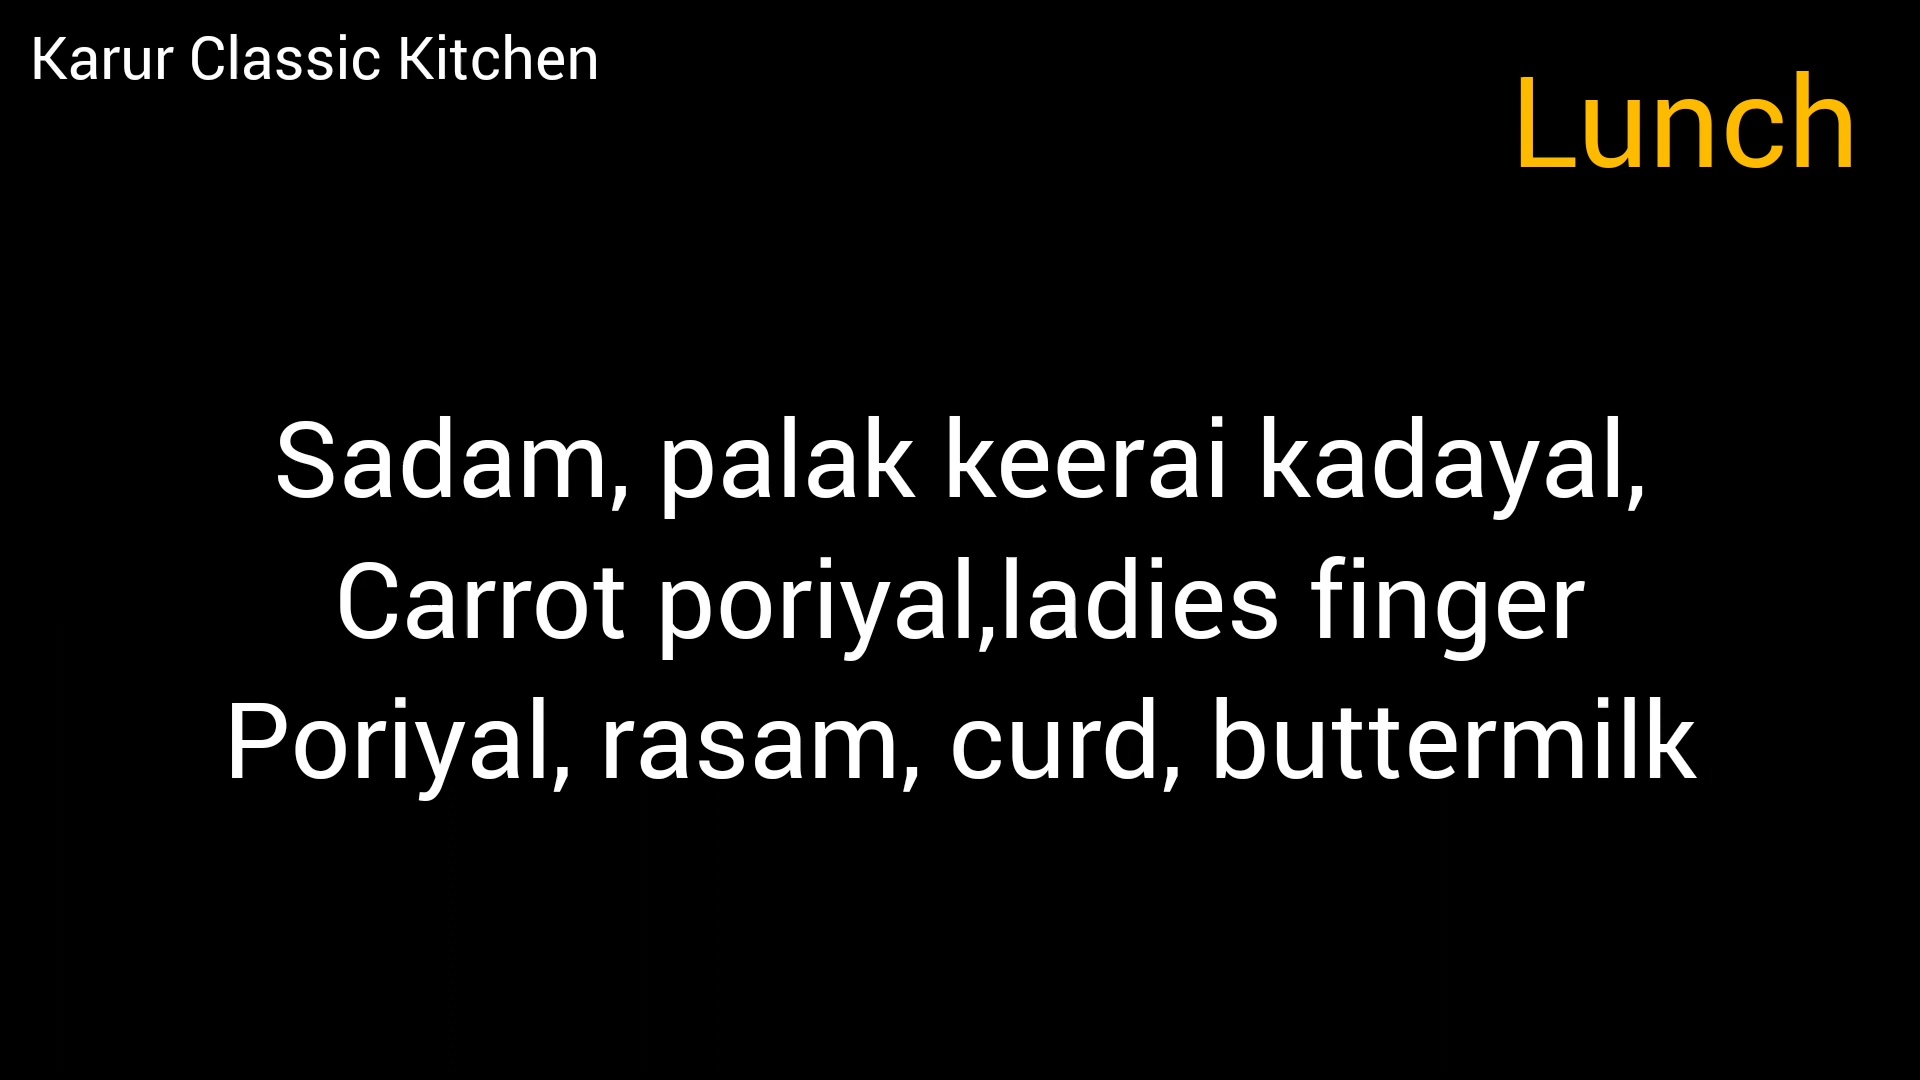 Karur Classic Kitchen
Lunch
Sadam, palak keerai kadayal,
Carrot poriyal,ladies finger
Poriyal, rasam, curd, buttermilk